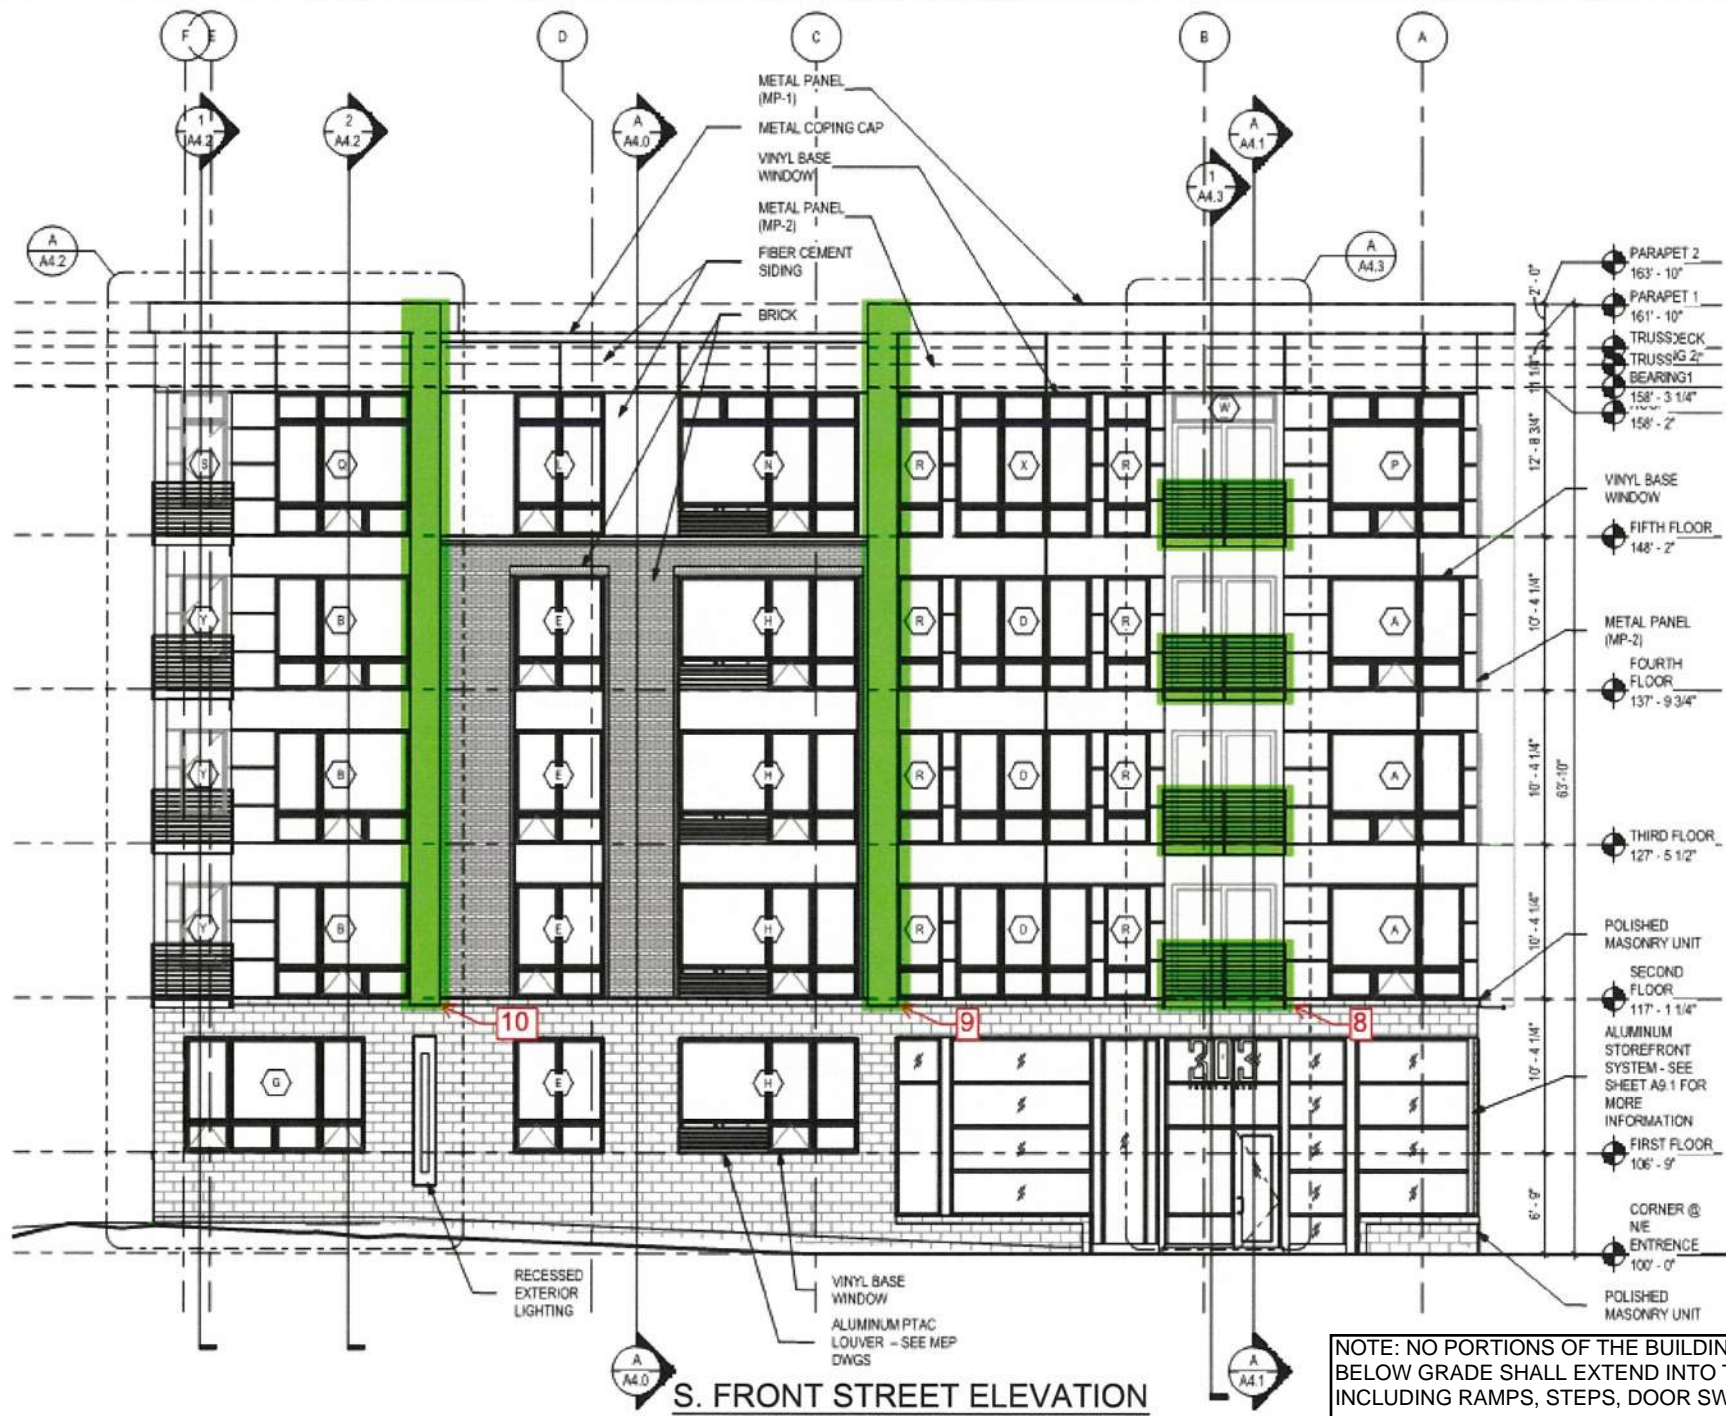 F E D C B A
1
A4.2
2
A4.2
A
A4.0
A
A4.1
1
A4.3
A
A4.2
A
A4.3
METAL PANEL
(MP-1)
METAL COPING CAP
VINYL BASE
WINDOW
METAL PANEL
(MP-2)
FIBER CEMENT
SIDING
BRICK
PARAPET 2
163' - 10"
PARAPET 1
161' - 10"
BEARING1
158' - 3 1/4"
158' - 2"
VINYL BASE
WINDOW
FIFTH FLOOR
148' - 2"
METAL PANEL
(MP-2)
FOURTH
FLOOR
137' - 9 3/4"
THIRD FLOOR
127' - 5 1/2"
POLISHED
MASONRY UNIT
SECOND
FLOOR
117' - 1 1/4"
ALUMINUM
STOREFRONT
SYSTEM - SEE
SHEET A9.1 FOR
MORE
INFORMATION
FIRST FLOOR
106' - 9"
CORNER @
N/E
ENTRENCE
100' - 0"
POLISHED
MASONRY UNIT
2' - 0"
12' - 8 3/4"
10' - 4 1/4"
10' - 4 1/4"
63'-10"
10' - 4 1/4"
10' - 4 1/4"
6' - 9"
S Q L N R X R W P
Y B E H R D R A
Y B E H R D R A
Y B E H R D R A
10 9 8
G E H
RECESSED
EXTERIOR
LIGHTING
VINYL BASE
WINDOW
ALUMINUM PTAC
LOUVER - SEE MEP
DWGS
A
A4.0
A
A4.1
S. FRONT STREET ELEVATION
NOTE: NO PORTIONS OF THE BUILDIN
BELOW GRADE SHALL EXTEND INTO T
INCLUDING RAMPS, STEPS, DOOR SW